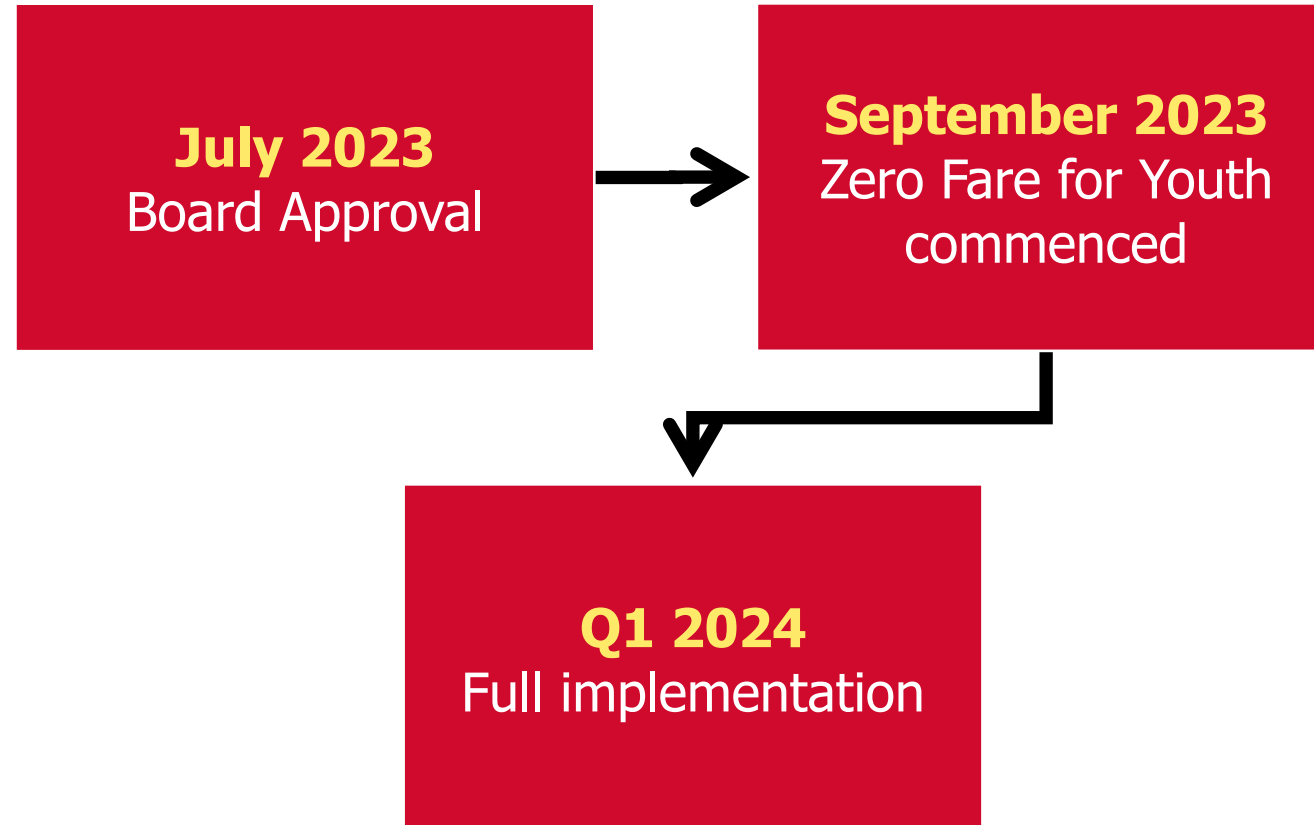 July 2023
Board Approval
September 2023
Zero Fare for Youth
commenced
Q1 2024
Full implementation